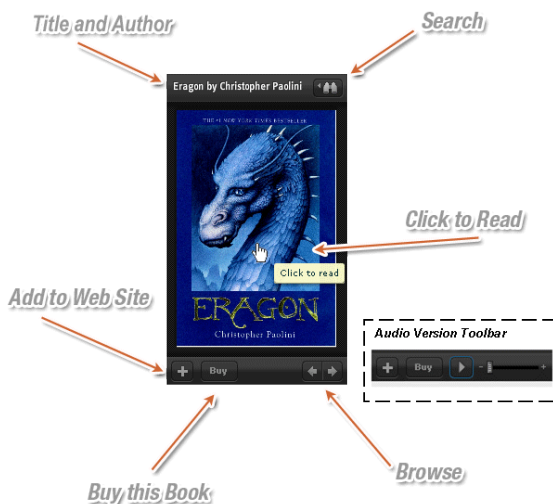 Title and Author
Search
Eragon by Christopher Paolini
THE #1 NEW YORK TIMES BESTSELLER
Click to Read
Click to read
Add to Web Site
ERAGON
Christopher Paolini
Audio Version Toolbar
Buy
- +
Buy
Browse
Buy this Book